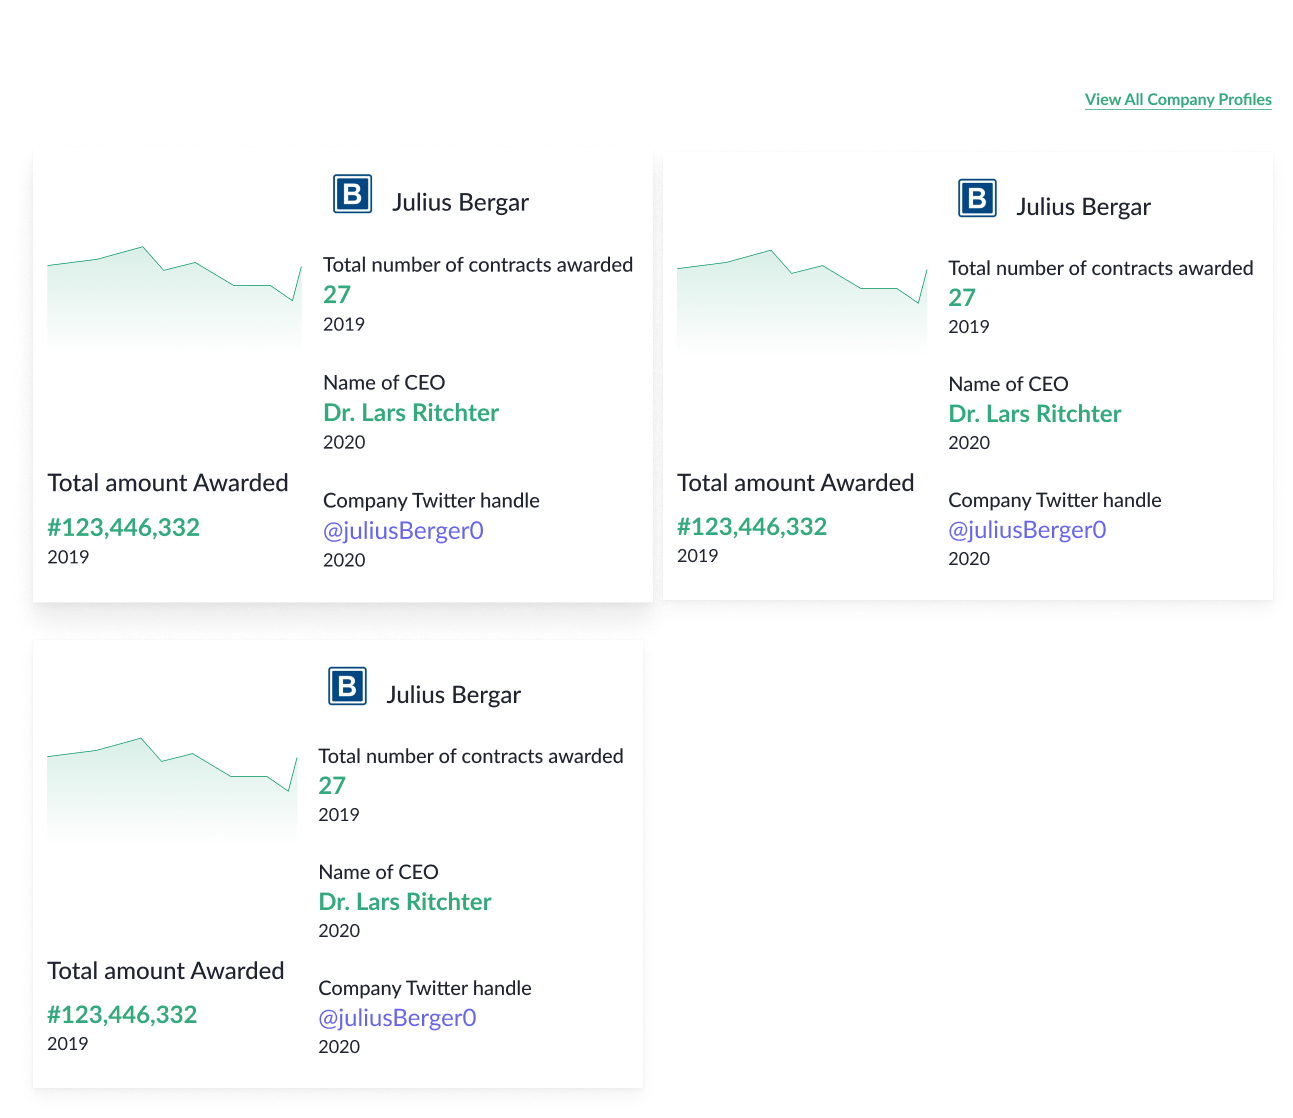 View All Company Profiles
B Julius Bergar
Total number of contracts awarded
27
2019
Name of CEO
Dr. Lars Ritchter
2020
Total amount Awarded
#123,446,332
2019
Company Twitter handle
@juliusBerger0
2020
B Julius Bergar
Total number of contracts awarded
27
2019
Name of CEO
Dr. Lars Ritchter
2020
Total amount Awarded
#123,446,332
2019
Company Twitter handle
@juliusBerger0
2020
B Julius Bergar
Total number of contracts awarded
27
2019
Name of CEO
Dr. Lars Ritchter
2020
Total amount Awarded
#123,446,332
2019
Company Twitter handle
@juliusBerger0
2020